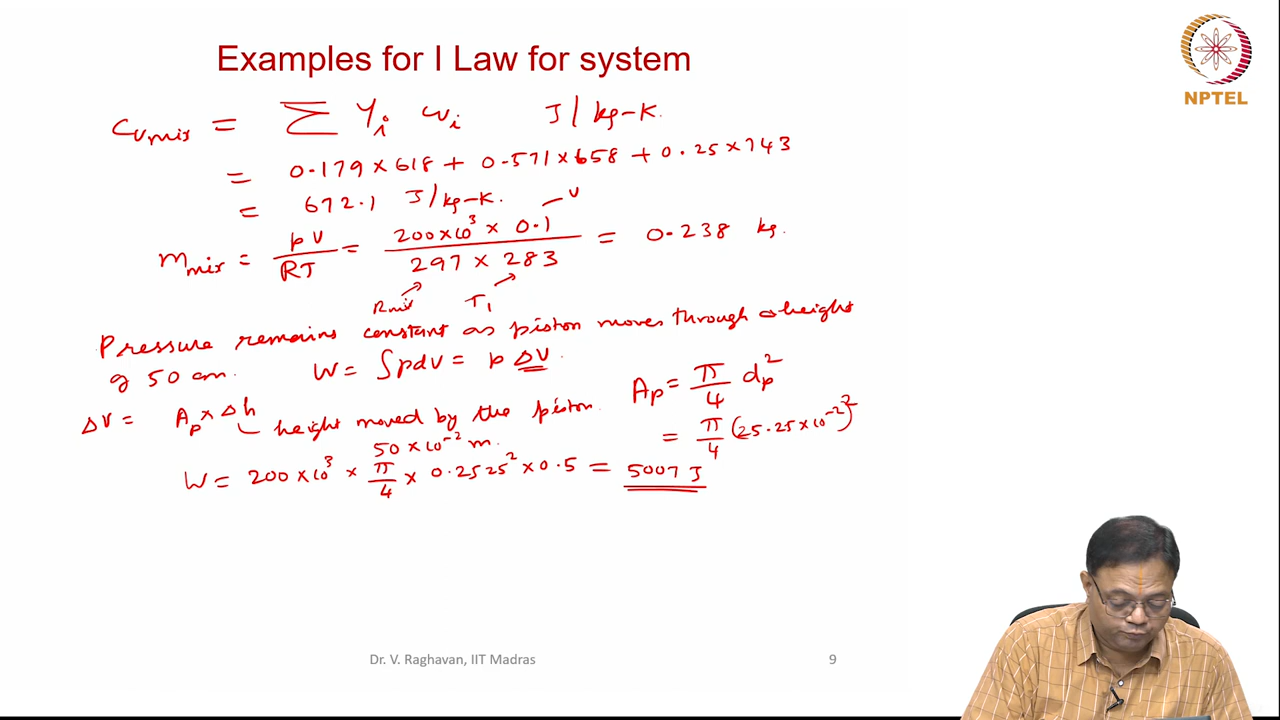 Examples for I Law for system
NPTEL
Cv mix = Σ Yi cvi J/kg-K.
= 0.179 × 618 + 0.571 × 658 + 0.25 × 743
= 672.1 J/kg-K.
m mix = pV/RT = 200×10³ × 0.1 / 297 × 283 = 0.238 kg.
V
Rmix T1
Pressure remains constant as piston moves through a height
of 50 cm. W = ∫pdV = p ΔV.
ΔV = Ap × Δh
height moved by the piston.
50 × 10⁻² m.
Ap = π/4 dp²
= π/4 (25.25×10⁻²)²
W = 200×10³ × π/4 × 0.2525² × 0.5 = 5007 J
Dr. V. Raghavan, IIT Madras
9